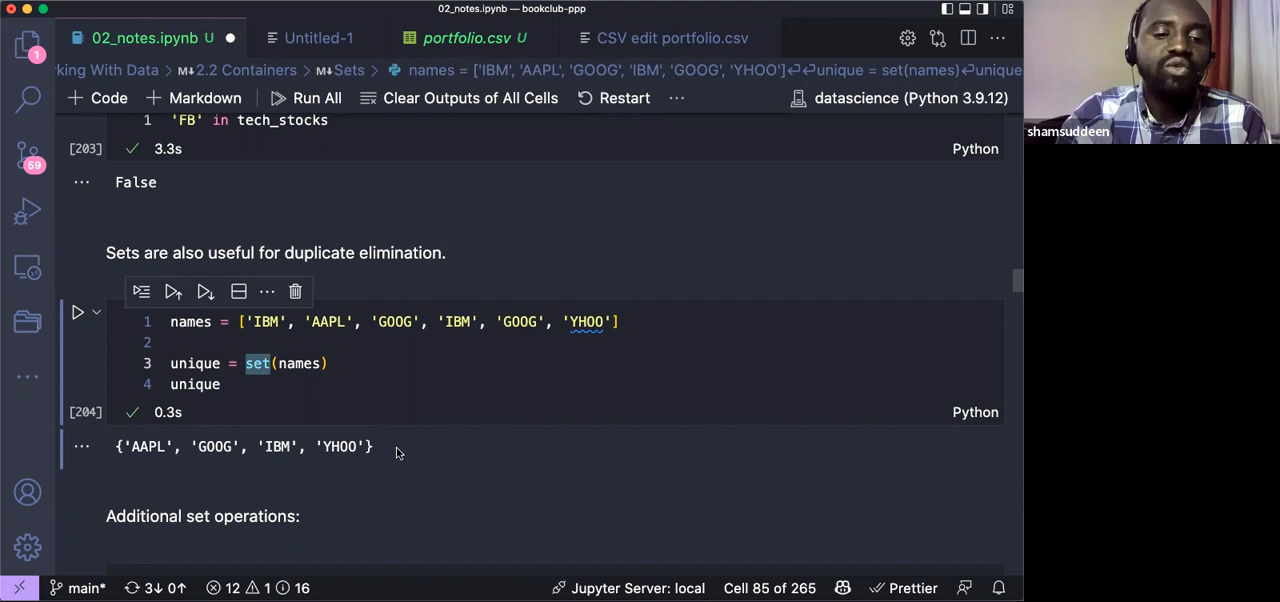 02_notes.ipynb — bookclub-ppp
02_notes.ipynb U
Untitled-1
portfolio.csv U
CSV edit portfolio.csv
rking With Data > M↓2.2 Containers > M↓Sets > names = ['IBM', 'AAPL', 'GOOG', 'IBM', 'GOOG', 'YHOO']↵↵unique = set(names)↵unique
+ Code + Markdown Run All Clear Outputs of All Cells Restart ... datascience (Python 3.9.12)
1 'FB' in tech_stocks
[203] 3.3s Python
... False
Sets are also useful for duplicate elimination.
1 names = ['IBM', 'AAPL', 'GOOG', 'IBM', 'GOOG', 'YHOO']
2
3 unique = set(names)
4 unique
[204] 0.3s Python
... {'AAPL', 'GOOG', 'IBM', 'YHOO'}
Additional set operations:
main* 3↓ 0↑ 12 1 16 Jupyter Server: local Cell 85 of 265 Prettier
1
59
shamsuddeen